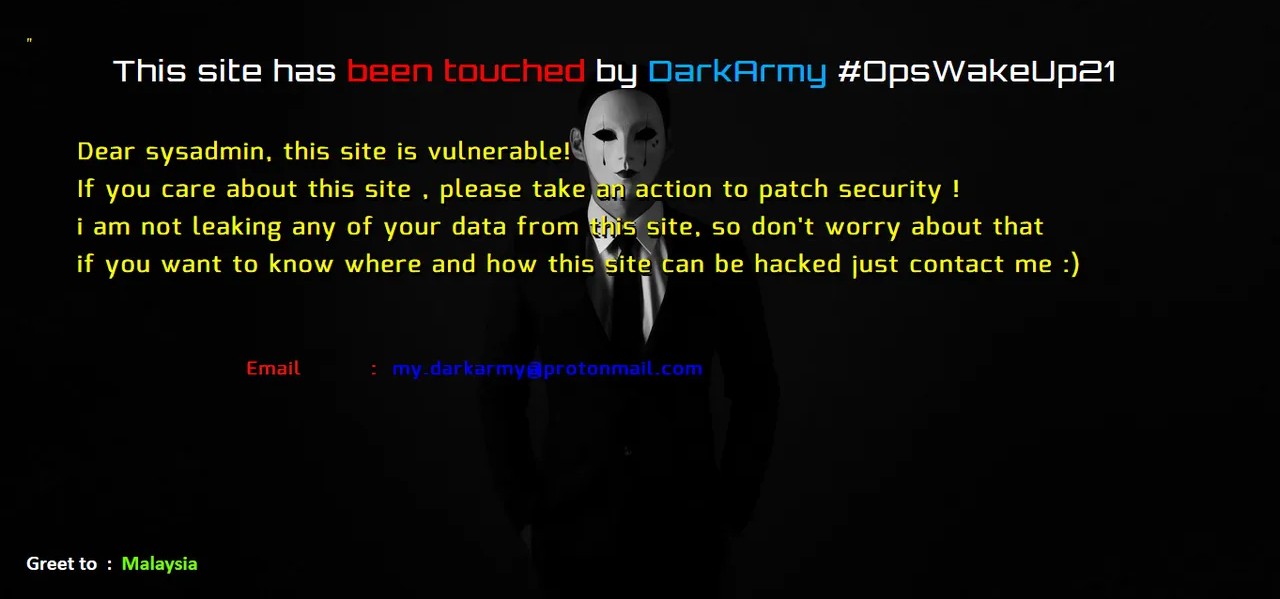 "
This site has been touched by DarkArmy #OpsWakeUp21
Dear sysadmin, this site is vulnerable!
If you care about this site , please take an action to patch security !
i am not leaking any of your data from this site, so don't worry about that
if you want to know where and how this site can be hacked just contact me :)
Email : my.darkarmy@protonmail.com
Greet to : Malaysia